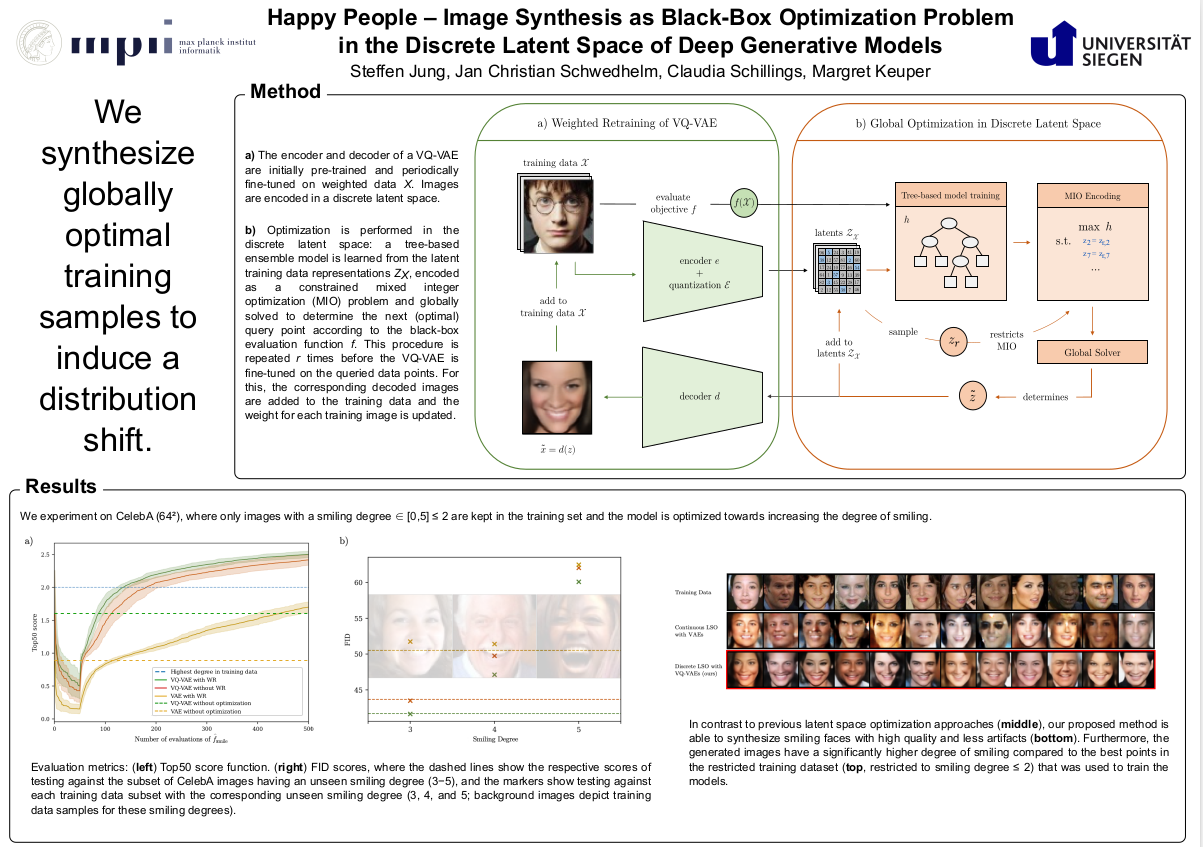 mpi max planck institut
informatik
Happy People – Image Synthesis as Black-Box Optimization Problem
in the Discrete Latent Space of Deep Generative Models
Steffen Jung, Jan Christian Schwedhelm, Claudia Schillings, Margret Keuper
UNIVERSITÄT
SIEGEN
We
synthesize
globally
optimal
training
samples to
induce a
distribution
shift.
Method
a) The encoder and decoder of a VQ-VAE
are initially pre-trained and periodically
fine-tuned on weighted data X. Images
are encoded in a discrete latent space.
b) Optimization is performed in the
discrete latent space: a tree-based
ensemble model is learned from the latent
training data representations ZX, encoded
as a constrained mixed integer
optimization (MIO) problem and globally
solved to determine the next (optimal)
query point according to the black-box
evaluation function f. This procedure is
repeated r times before the VQ-VAE is
fine-tuned on the queried data points. For
this, the corresponding decoded images
are added to the training data and the
weight for each training image is updated.
a) Weighted Retraining of VQ-VAE
training data 𝒳
evaluate
objective f
f(𝒳)
encoder e
+
quantization ℰ
add to
training data 𝒳
decoder d
x̃ = d(z)
b) Global Optimization in Discrete Latent Space
latents 𝒵𝒳
Tree-based model training
h
MIO Encoding
max h
s.t. z₂ = zᵣ,₂
z₇ = zᵣ,₇
...
sample
zᵣ
restricts
MIO
add to
latents 𝒵𝒳
Global Solver
z̃
determines
Results
We experiment on CelebA (64²), where only images with a smiling degree ∈ [0,5] ≤ 2 are kept in the training set and the model is optimized towards increasing the degree of smiling.
a)
2.5
2.0
1.5
1.0
0.5
0.0
Top50 score
Highest degree in training data
VQ-VAE with WR
VQ-VAE without WR
VAE with WR
VQ-VAE without optimization
VAE without optimization
0 100 200 300 400 500
Number of evaluations of f̂smile
b)
60
55
50
45
FID
3 4 5
Smiling Degree
Training Data
Continuous LSO
with VAEs
Discrete LSO with
VQ-VAEs (ours)
Evaluation metrics: (left) Top50 score function. (right) FID scores, where the dashed lines show the respective scores of
testing against the subset of CelebA images having an unseen smiling degree (3−5), and the markers show testing against
each training data subset with the corresponding unseen smiling degree (3, 4, and 5; background images depict training
data samples for these smiling degrees).
In contrast to previous latent space optimization approaches (middle), our proposed method is
able to synthesize smiling faces with high quality and less artifacts (bottom). Furthermore, the
generated images have a significantly higher degree of smiling compared to the best points in
the restricted training dataset (top, restricted to smiling degree ≤ 2) that was used to train the
models.